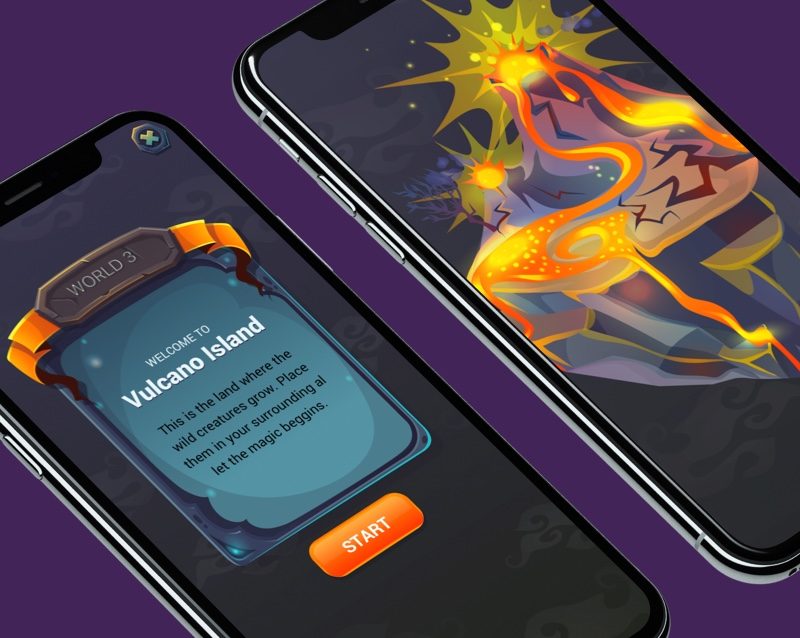 WORLD 3
WELCOME TO
Vulcano Island
This is the land where the
wild creatures grow. Place
them in your surrounding al
let the magic beggins.
START